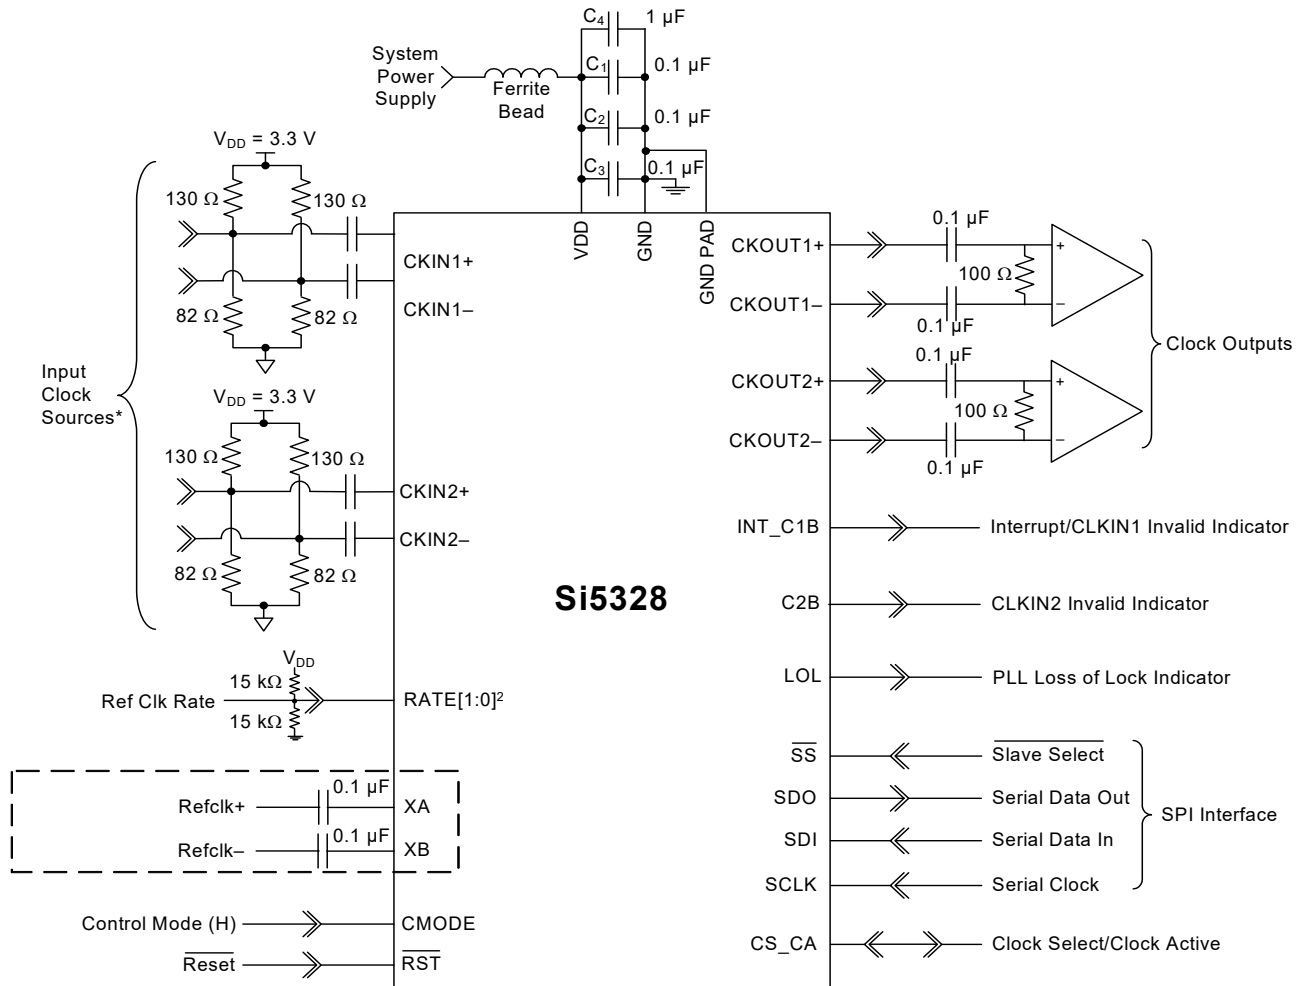 C4 1 µF
System
Power
Supply
Ferrite
Bead
C1 0.1 µF
C2 0.1 µF
C3 0.1 µF
VDD = 3.3 V
130 Ω 130 Ω
82 Ω 82 Ω
CKIN1+
CKIN1–
VDD
GND
GND PAD
Input
Clock
Sources*
VDD = 3.3 V
130 Ω 130 Ω
82 Ω 82 Ω
CKIN2+
CKIN2–
Si5328
VDD
15 kΩ
Ref Clk Rate
15 kΩ
RATE[1:0]²
0.1 µF
Refclk+ XA
0.1 µF
Refclk– XB
Control Mode (H) CMODE
Reset RST
CKOUT1+ 0.1 µF
100 Ω
+
–
CKOUT1– 0.1 µF
CKOUT2+ 0.1 µF
100 Ω
+
–
CKOUT2– 0.1 µF
Clock Outputs
INT_C1B Interrupt/CLKIN1 Invalid Indicator
C2B CLKIN2 Invalid Indicator
LOL PLL Loss of Lock Indicator
SS Slave Select
SDO Serial Data Out
SDI Serial Data In
SCLK Serial Clock
SPI Interface
CS_CA Clock Select/Clock Active